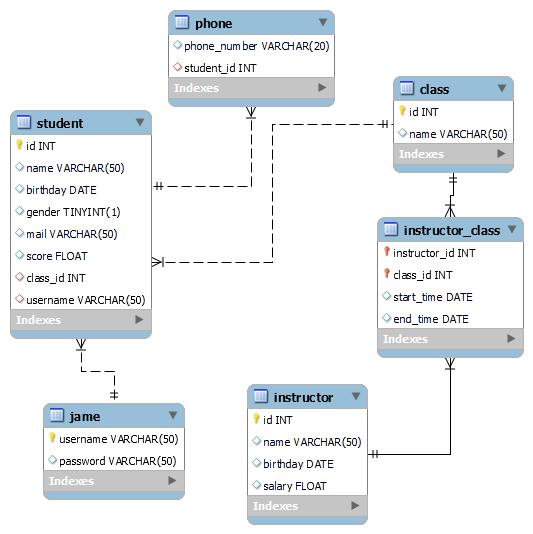 phone
phone_number VARCHAR(20)
student_id INT
Indexes
class
id INT
name VARCHAR(50)
Indexes
student
id INT
name VARCHAR(50)
birthday DATE
gender TINYINT(1)
mail VARCHAR(50)
score FLOAT
class_id INT
username VARCHAR(50)
Indexes
instructor_class
instructor_id INT
class_id INT
start_time DATE
end_time DATE
Indexes
jame
username VARCHAR(50)
password VARCHAR(50)
Indexes
instructor
id INT
name VARCHAR(50)
birthday DATE
salary FLOAT
Indexes